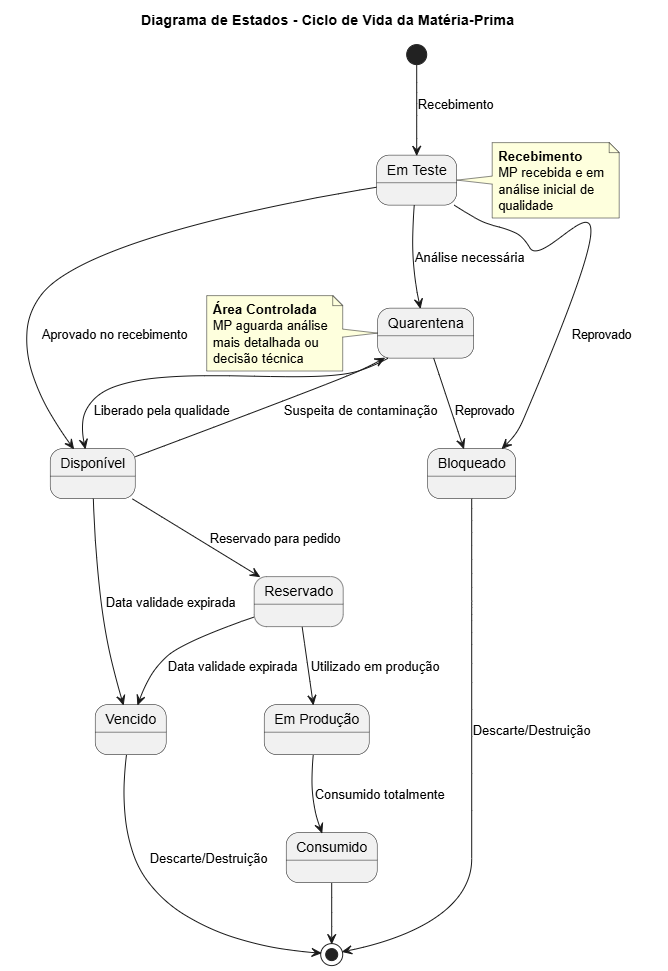 Diagrama de Estados - Ciclo de Vida da Matéria-Prima
Recebimento
Em Teste
Recebimento
MP recebida e em
análise inicial de
qualidade
Análise necessária
Área Controlada
MP aguarda análise
mais detalhada ou
decisão técnica
Quarentena
Aprovado no recebimento
Reprovado
Liberado pela qualidade
Suspeita de contaminação
Reprovado
Disponível
Bloqueado
Reservado para pedido
Reservado
Data validade expirada
Data validade expirada
Utilizado em produção
Vencido
Em Produção
Descarte/Destruição
Consumido totalmente
Consumido
Descarte/Destruição